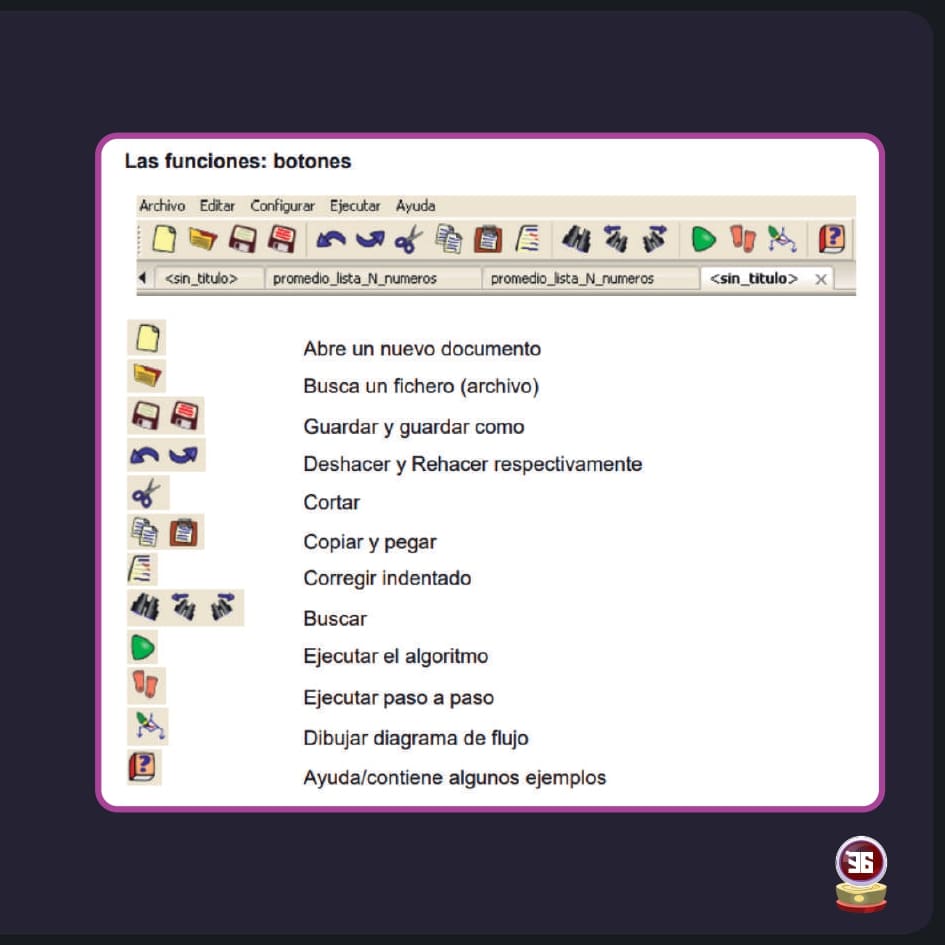 Las funciones: botones
Archivo Editar Configurar Ejecutar Ayuda
<sin_titulo> promedio_lista_N_numeros promedio_lista_N_numeros <sin_titulo>
Abre un nuevo documento
Busca un fichero (archivo)
Guardar y guardar como
Deshacer y Rehacer respectivamente
Cortar
Copiar y pegar
Corregir indentado
Buscar
Ejecutar el algoritmo
Ejecutar paso a paso
Dibujar diagrama de flujo
Ayuda/contiene algunos ejemplos
36